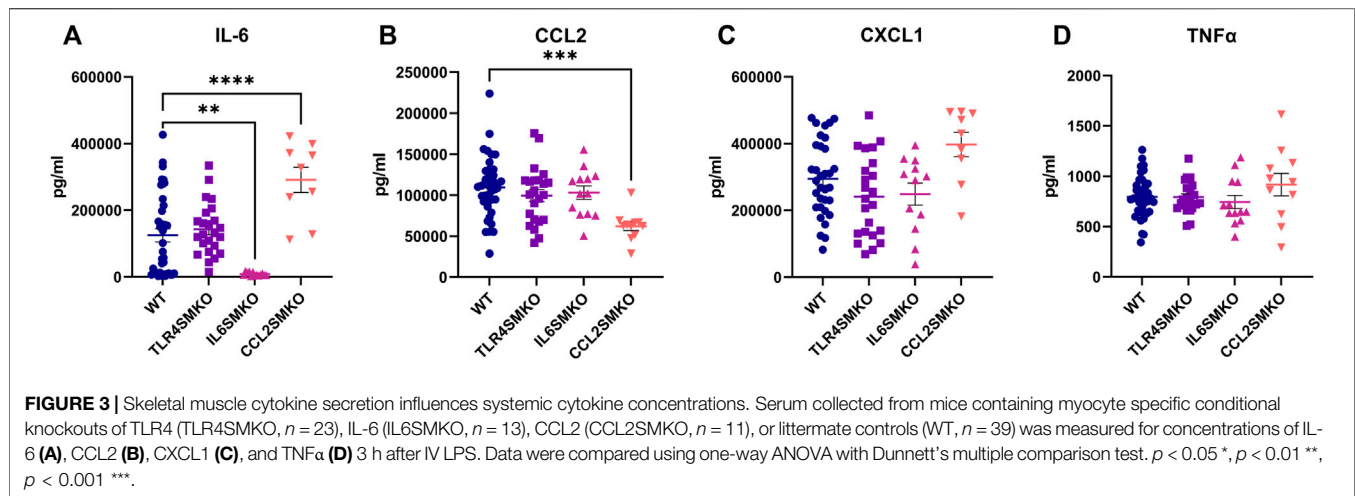 A
IL-6
600000
400000
200000
0
pg/ml
****
**
WT
TLR4SMKO
IL6SMKO
CCL2SMKO
B
CCL2
250000
200000
150000
100000
50000
0
pg/ml
***
WT
TLR4SMKO
IL6SMKO
CCL2SMKO
C
CXCL1
600000
400000
200000
0
pg/ml
WT
TLR4SMKO
IL6SMKO
CCL2SMKO
D
TNFα
2000
1500
1000
500
0
pg/ml
WT
TLR4SMKO
IL6SMKO
CCL2SMKO
FIGURE 3 | Skeletal muscle cytokine secretion influences systemic cytokine concentrations. Serum collected from mice containing myocyte specific conditional
knockouts of TLR4 (TLR4SMKO, n = 23), IL-6 (IL6SMKO, n = 13), CCL2 (CCL2SMKO, n = 11), or littermate controls (WT, n = 39) was measured for concentrations of IL-
6 (A), CCL2 (B), CXCL1 (C), and TNFα (D) 3 h after IV LPS. Data were compared using one-way ANOVA with Dunnett's multiple comparison test. p < 0.05 *, p < 0.01 **,
p < 0.001 ***.